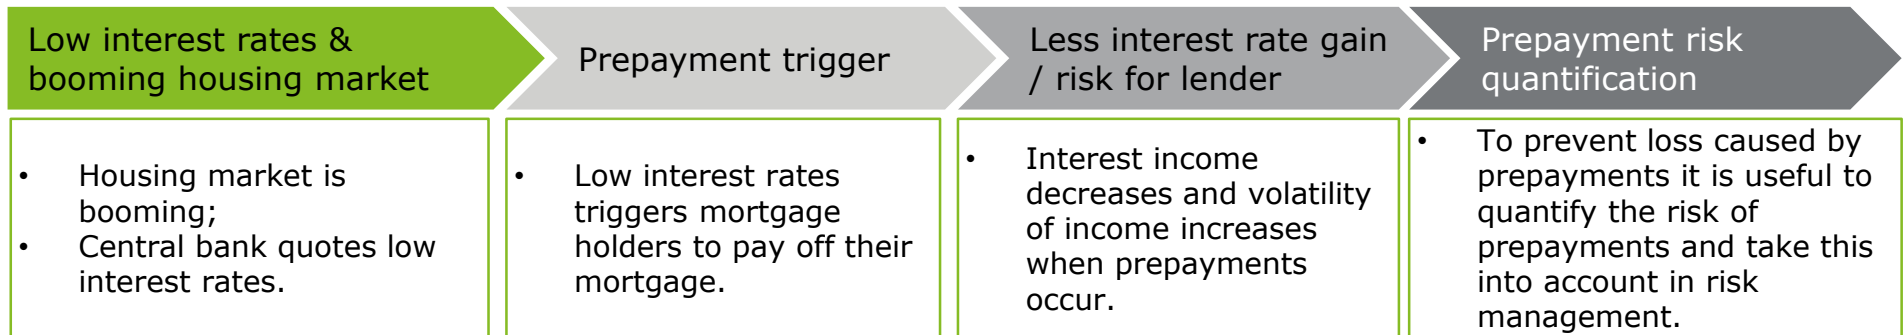 Low interest rates &
booming housing market
Prepayment trigger
Less interest rate gain
/ risk for lender
Prepayment risk
quantification
• Housing market is
booming;
• Central bank quotes low
interest rates.
• Low interest rates
triggers mortgage
holders to pay off their
mortgage.
• Interest income
decreases and volatility
of income increases
when prepayments
occur.
• To prevent loss caused by
prepayments it is useful to
quantify the risk of
prepayments and take this
into account in risk
management.